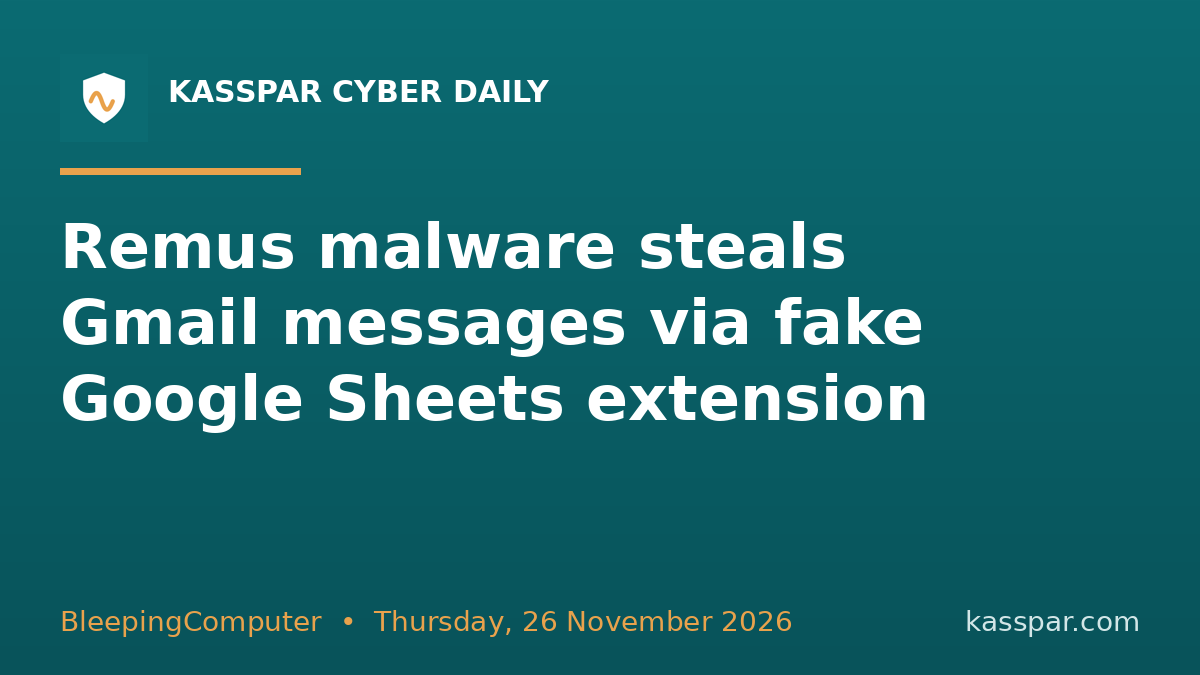 KASSPAR CYBER DAILY
Remus malware steals
Gmail messages via fake
Google Sheets extension
BleepingComputer • Thursday, 26 November 2026
kasspar.com